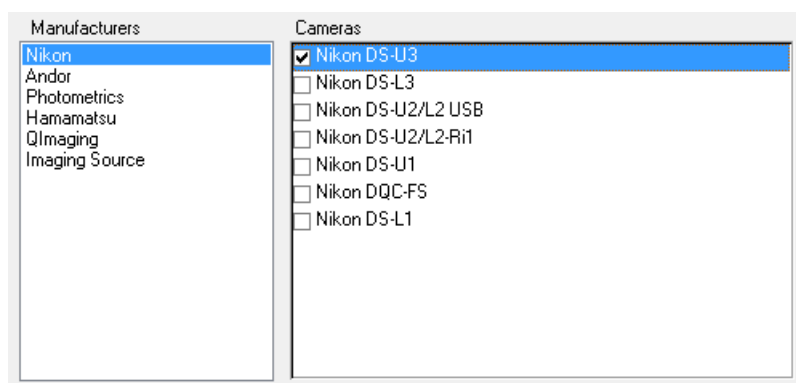 Manufacturers
Nikon
Andor
Photometrics
Hamamatsu
QImaging
Imaging Source
Cameras
Nikon DS-U3
Nikon DS-L3
Nikon DS-U2/L2 USB
Nikon DS-U2/L2-Ri1
Nikon DS-U1
Nikon DQC-FS
Nikon DS-L1